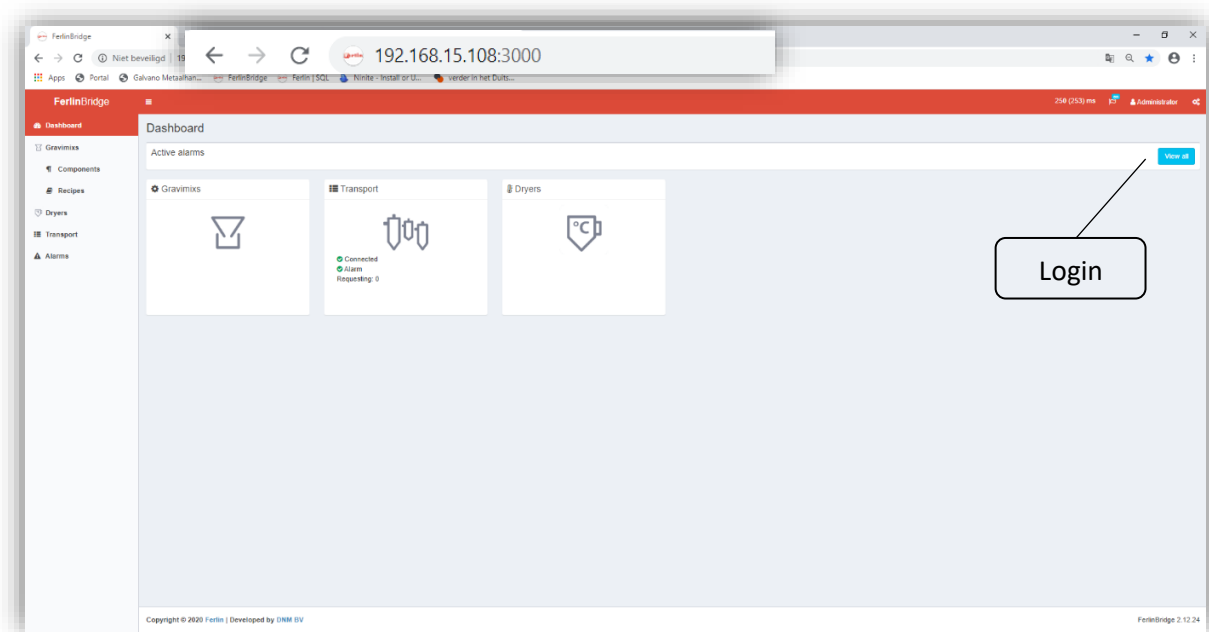 FerlinBridge
192.168.15.108:3000
Niet beveiligd | 19
Apps Portal Galvano Metaalhan... FerlinBridge Ferlin | SQL Ninite - Install or U... verder in het Duits...
FerlinBridge
250 (253) ms Administrator
Dashboard
Gravimixs
Components
Recipes
Dryers
Transport
Alarms
Dashboard
Active alarms
View all
Gravimixs
Transport
Connected
Alarm
Requesting: 0
Dryers
°C
Login
Copyright © 2020 Ferlin | Developed by DNM BV
FerlinBridge 2.12.24